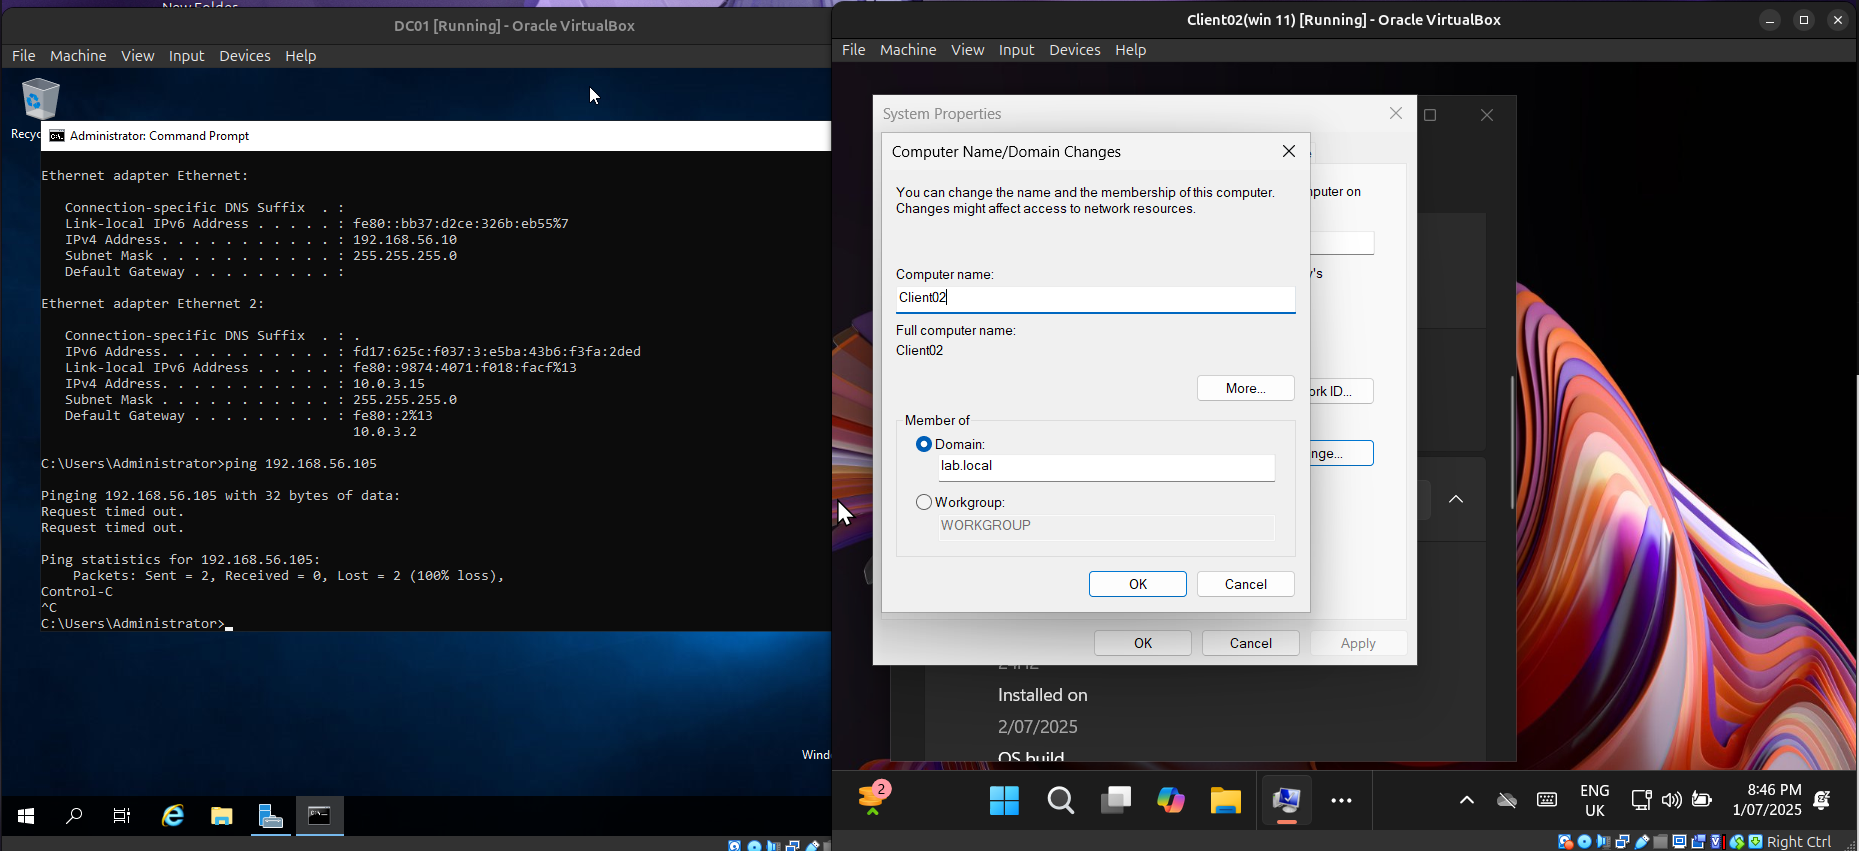 New Folder
DC01 [Running] - Oracle VirtualBox
File Machine View Input Devices Help
Administrator: Command Prompt
Ethernet adapter Ethernet:
Connection-specific DNS Suffix . :
Link-local IPv6 Address . . . . . : fe80::bb37:d2ce:326b:eb55%7
IPv4 Address. . . . . . . . . . . : 192.168.56.10
Subnet Mask . . . . . . . . . . . : 255.255.255.0
Default Gateway . . . . . . . . . :
Ethernet adapter Ethernet 2:
Connection-specific DNS Suffix . : .
IPv6 Address. . . . . . . . . . . : fd17:625c:f037:3:e5ba:43b6:f3fa:2ded
Link-local IPv6 Address . . . . . : fe80::9874:4071:f018:facf%13
IPv4 Address. . . . . . . . . . . : 10.0.3.15
Subnet Mask . . . . . . . . . . . : 255.255.255.0
Default Gateway . . . . . . . . . : fe80::2%13
10.0.3.2
C:\Users\Administrator>ping 192.168.56.105
Pinging 192.168.56.105 with 32 bytes of data:
Request timed out.
Request timed out.
Ping statistics for 192.168.56.105:
Packets: Sent = 2, Received = 0, Lost = 2 (100% loss),
Control-C
^C
C:\Users\Administrator>
Client02(win 11) [Running] - Oracle VirtualBox
File Machine View Input Devices Help
System Properties
Computer Name/Domain Changes
You can change the name and the membership of this computer.
Changes might affect access to network resources.
Computer name:
Client02
Full computer name:
Client02
More...
Member of
Domain:
lab.local
Workgroup:
WORKGROUP
OK Cancel
OK Cancel Apply
24H2
Installed on
2/07/2025
OS build
2
ENG
UK
8:46 PM
1/07/2025
Right Ctrl